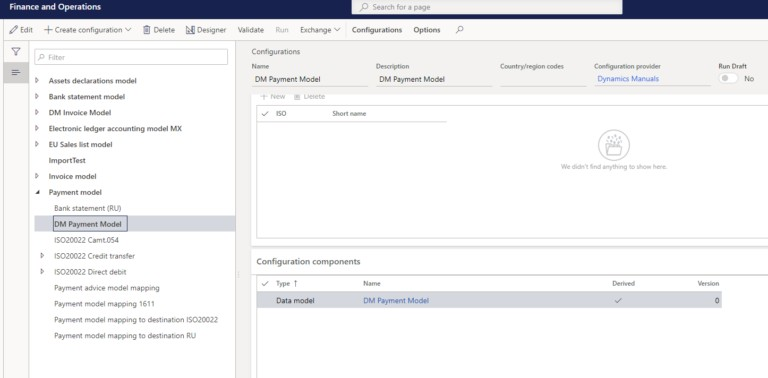 Finance and Operations
Search for a page
Edit
Create configuration
Delete
Designer
Validate
Run
Exchange
Configurations
Options
Filter
Assets declarations model
Bank statement model
DM Invoice Model
Electronic ledger accounting model MX
EU Sales list model
ImportTest
Invoice model
Payment model
Bank statement (RU)
DM Payment Model
ISO20022 Camt.054
ISO20022 Credit transfer
ISO20022 Direct debit
Payment advice model mapping
Payment model mapping 1611
Payment model mapping to destination ISO20022
Payment model mapping to destination RU
Configurations
Name
Description
Country/region codes
Configuration provider
Run Draft
DM Payment Model
DM Payment Model
Dynamics Manuals
No
New
Delete
ISO
Short name
We didn't find anything to show here.
Configuration components
Type
Name
Derived
Version
Data model
DM Payment Model
0